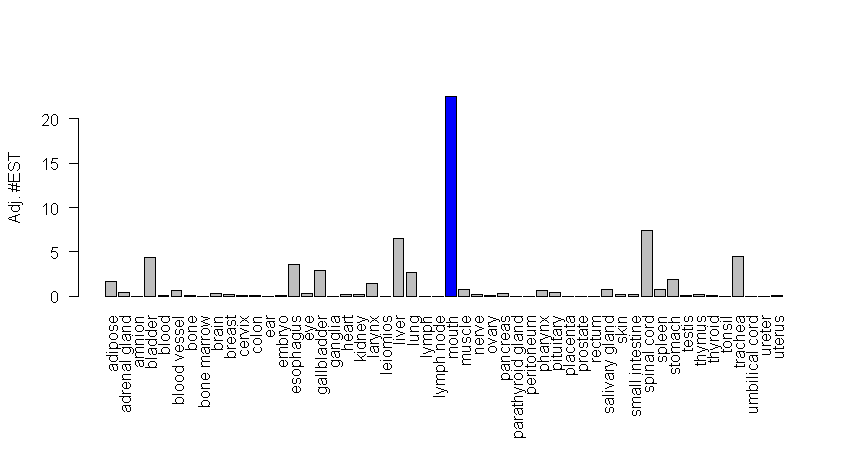 Adj. #EST
20
15
10
5
0
adipose
adrenal gland
amnion
bladder
blood
blood vessel
bone
bone marrow
brain
breast
cervix
colon
ear
embryo
esophagus
eye
gallbladder
ganglia
heart
kidney
larynx
leiomios
liver
lung
lymph
lymph node
mouth
muscle
nerve
ovary
pancreas
parathyroid gland
peritoneum
pharynx
pituitary
placenta
prostate
rectum
salivary gland
skin
small intestine
spinal cord
spleen
stomach
testis
thymus
thyroid
tonsil
trachea
umbilical cord
ureter
uterus